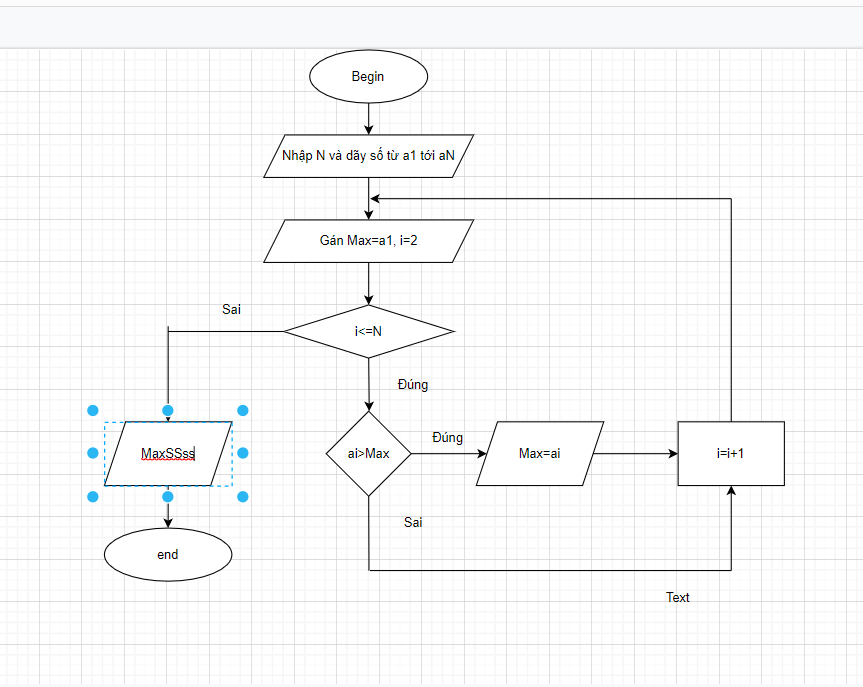 Begin
Nhập N và dãy số từ a1 tới aN
Gán Max=a1, i=2
Sai
i<=N
Đúng
MaxSSss
ai>Max
Đúng
Max=ai
i=i+1
Sai
end
Text